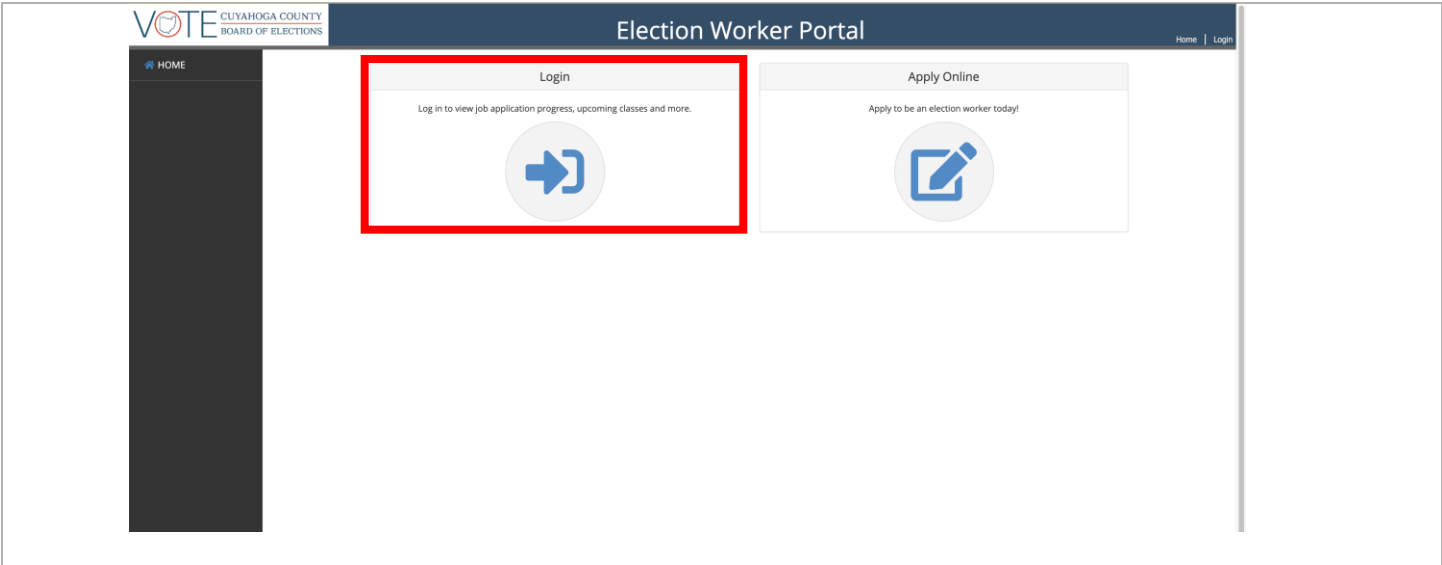 VOTE CUYAHOGA COUNTY
BOARD OF ELECTIONS
Election Worker Portal
Home | Login
HOME
Login
Log in to view job application progress, upcoming classes and more.
Apply Online
Apply to be an election worker today!